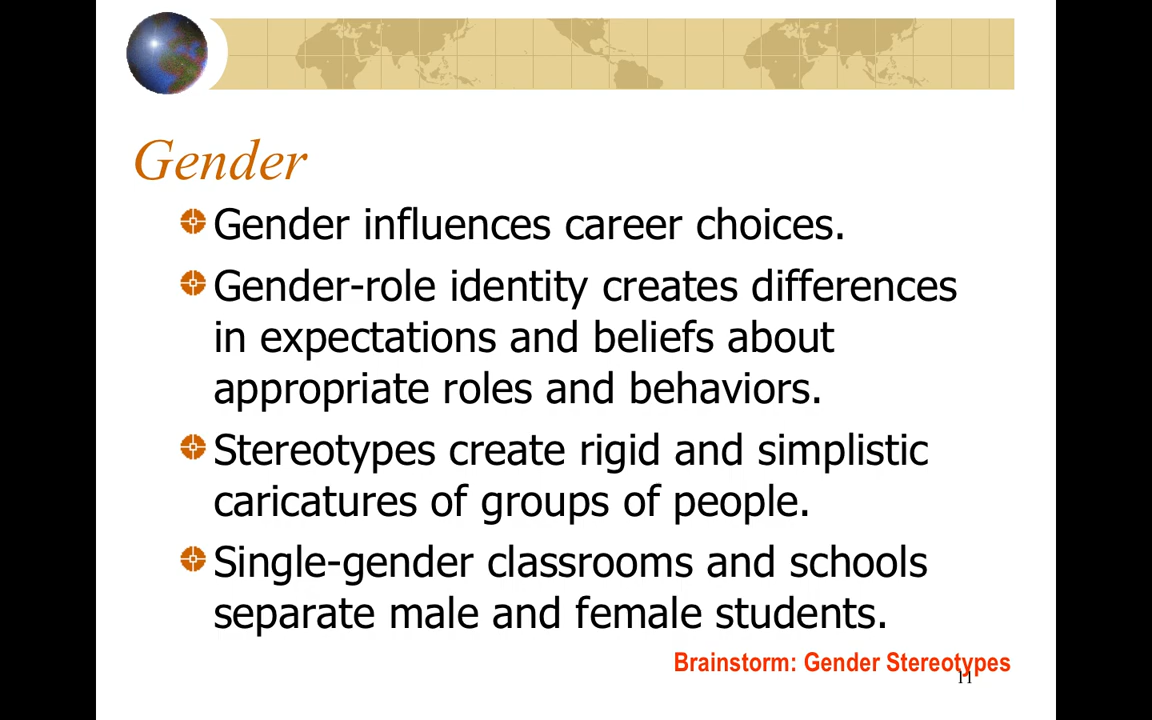 Gender
Gender influences career choices.
Gender-role identity creates differences
in expectations and beliefs about
appropriate roles and behaviors.
Stereotypes create rigid and simplistic
caricatures of groups of people.
Single-gender classrooms and schools
separate male and female students.
Brainstorm: Gender Stereotypes
11